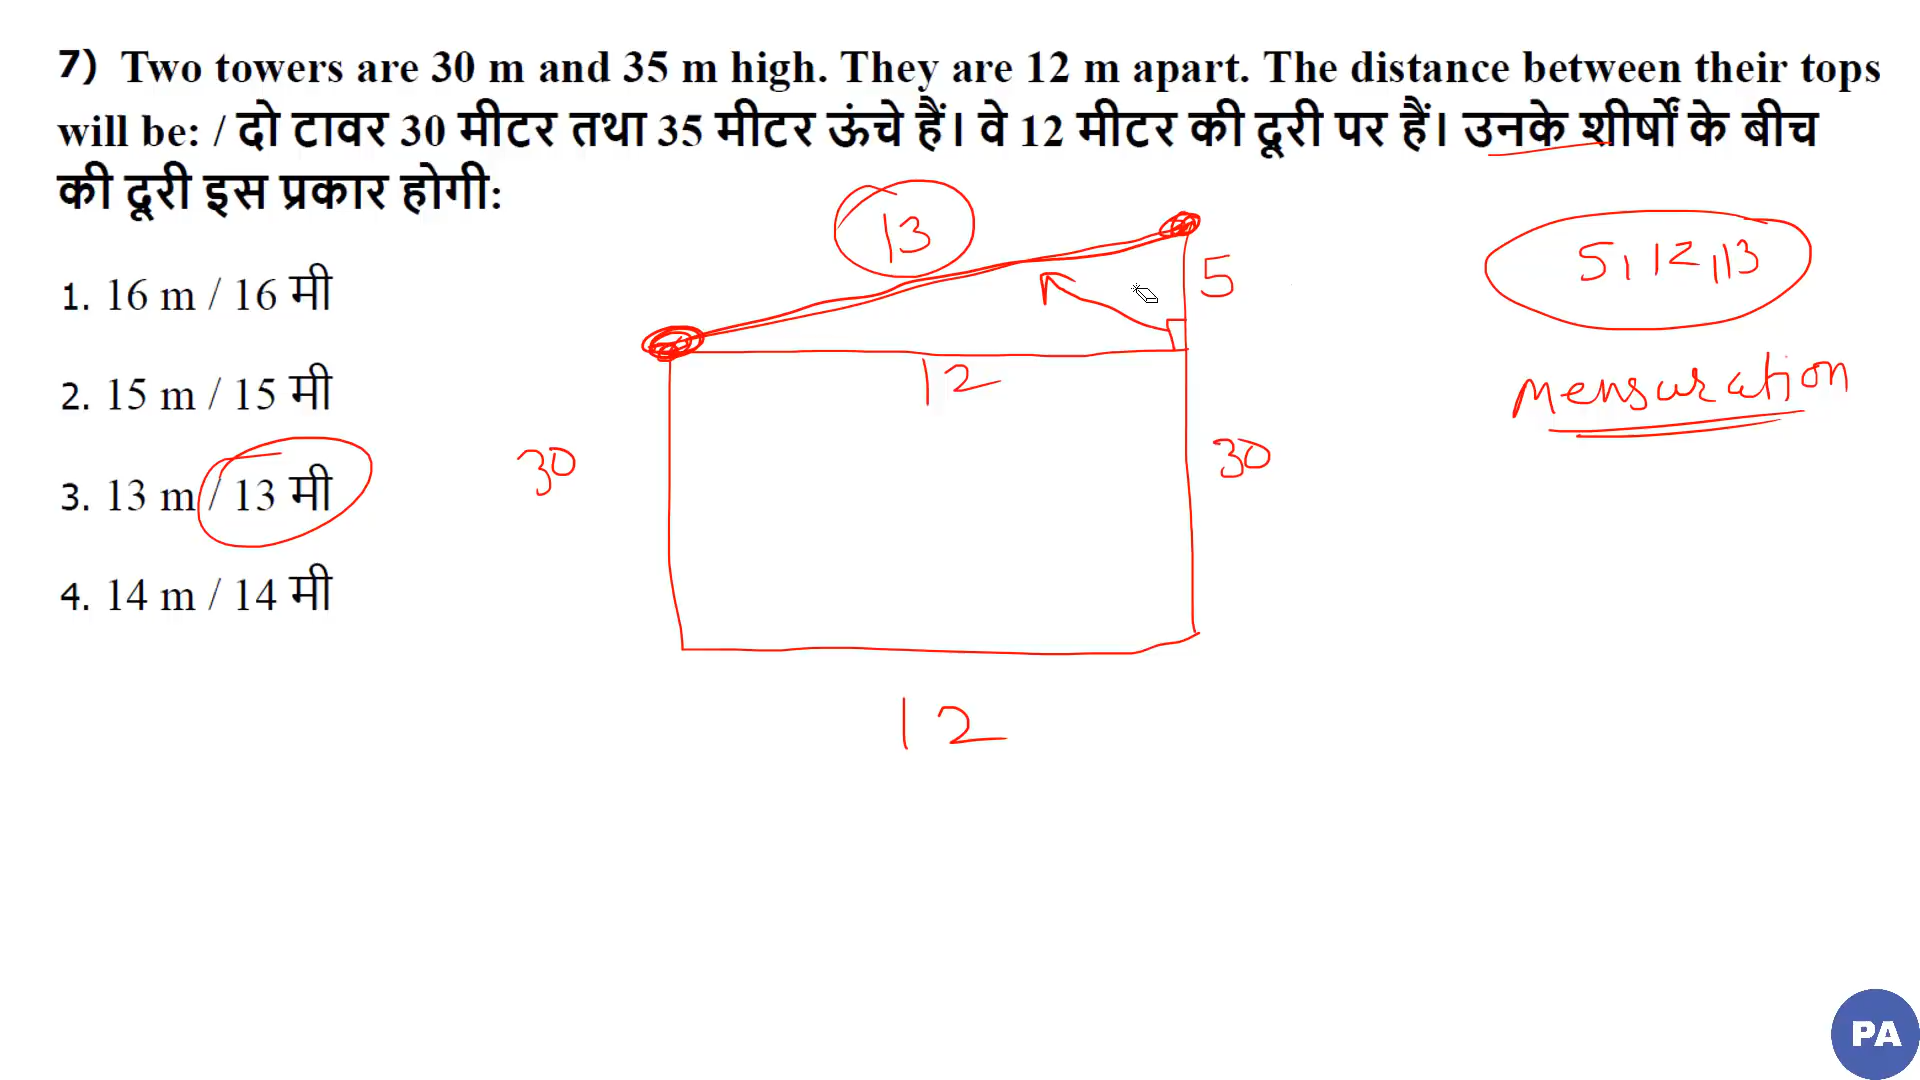 7) Two towers are 30 m and 35 m high. They are 12 m apart. The distance between their tops
will be: / दो टावर 30 मीटर तथा 35 मीटर ऊंचे हैं। वे 12 मीटर की दूरी पर हैं। उनके शीर्षों के बीच
की दूरी इस प्रकार होगी:
1. 16 m / 16 मी
2. 15 m / 15 मी
3. 13 m / 13 मी
4. 14 m / 14 मी
13
5
12
30
30
12
5, 12, 13
Mensuration
PA